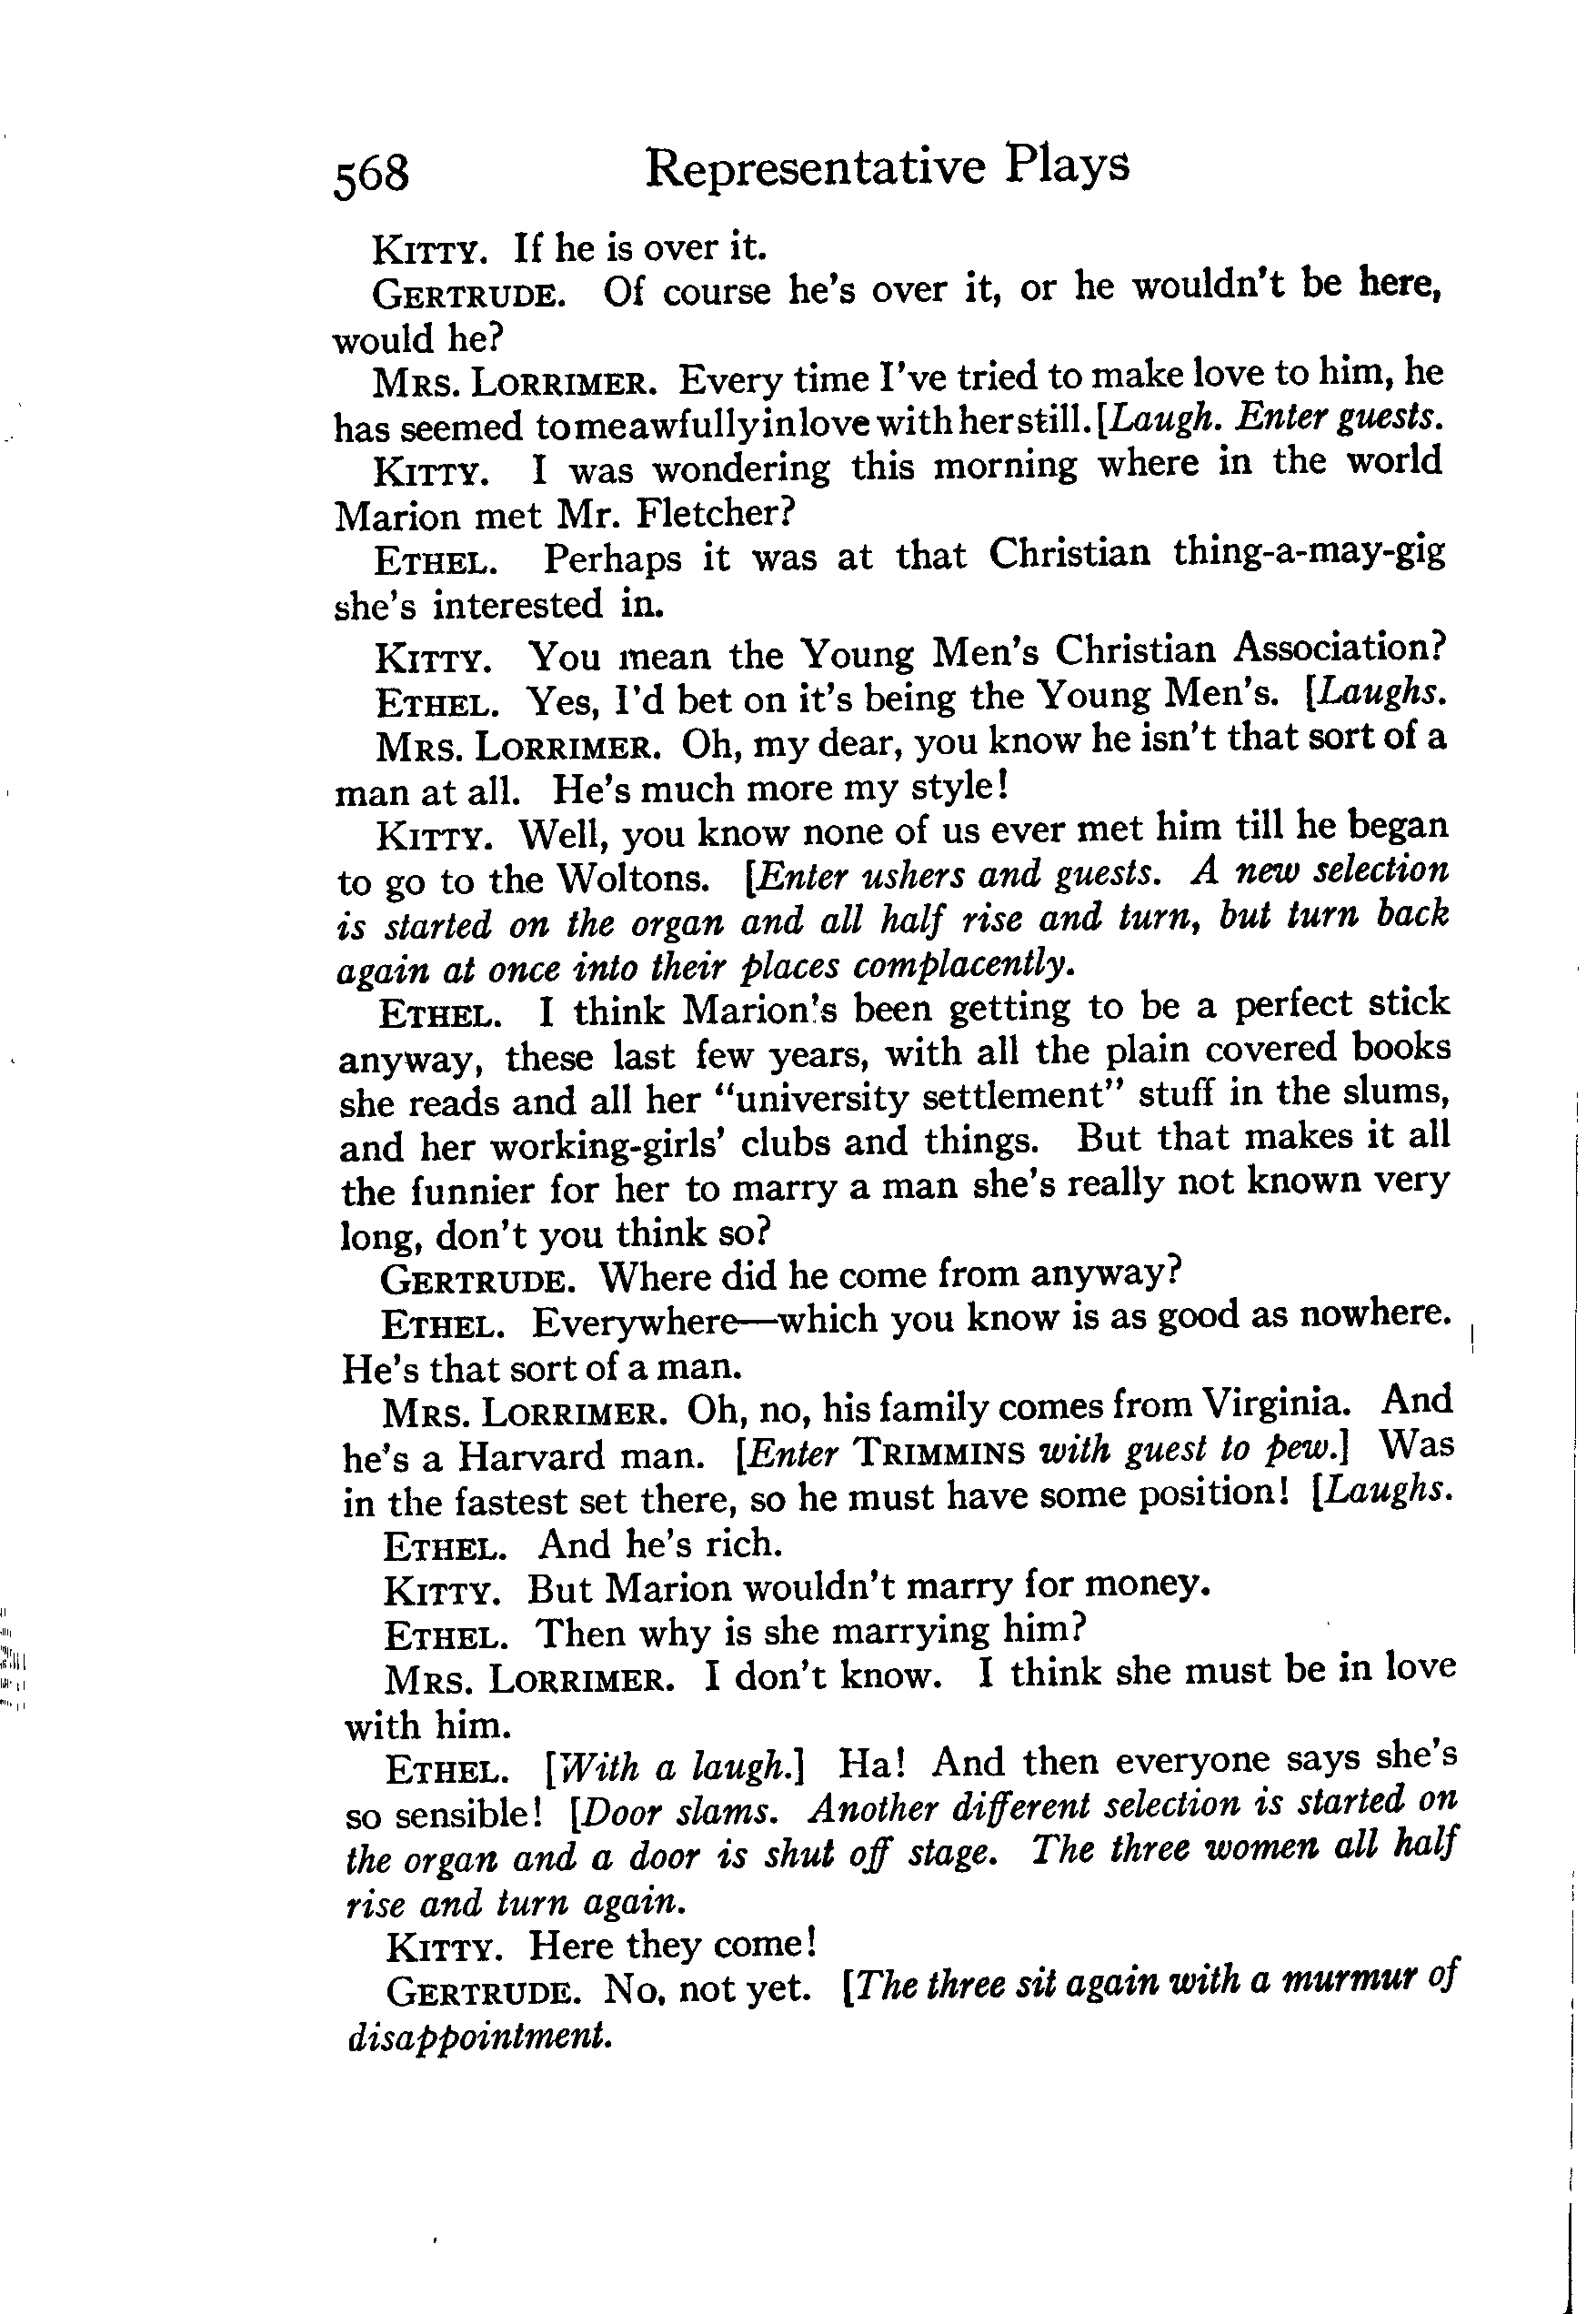 568 Representative Plays
KITTY. If he is over it.
GERTRUDE. Of course he's over it, or he wouldn't be here,
would he?
MRS. LORRIMER. Every time I've tried to make love to him, he
has seemed to me awfully in love with her still. [Laugh. Enter guests.
KITTY. I was wondering this morning where in the world
Marion met Mr. Fletcher?
ETHEL. Perhaps it was at that Christian thing-a-may-gig
she's interested in.
KITTY. You mean the Young Men's Christian Association?
ETHEL. Yes, I'd bet on it's being the Young Men's. [Laughs.
MRS. LORRIMER. Oh, my dear, you know he isn't that sort of a
man at all. He's much more my style!
KITTY. Well, you know none of us ever met him till he began
to go to the Woltons. [Enter ushers and guests. A new selection
is started on the organ and all half rise and turn, but turn back
again at once into their places complacently.
ETHEL. I think Marion's been getting to be a perfect stick
anyway, these last few years, with all the plain covered books
she reads and all her "university settlement" stuff in the slums,
and her working-girls' clubs and things. But that makes it all
the funnier for her to marry a man she's really not known very
long, don't you think so?
GERTRUDE. Where did he come from anyway?
ETHEL. Everywhere—which you know is as good as nowhere.
He's that sort of a man.
MRS. LORRIMER. Oh, no, his family comes from Virginia. And
he's a Harvard man. [Enter TRIMMINS with guest to pew.] Was
in the fastest set there, so he must have some position! [Laughs.
ETHEL. And he's rich.
KITTY. But Marion wouldn't marry for money.
ETHEL. Then why is she marrying him?
MRS. LORRIMER. I don't know. I think she must be in love
with him.
ETHEL. [With a laugh.] Ha! And then everyone says she's
so sensible! [Door slams. Another different selection is started on
the organ and a door is shut off stage. The three women all half
rise and turn again.
KITTY. Here they come!
GERTRUDE. No, not yet. [The three sit again with a murmur of
disappointment.